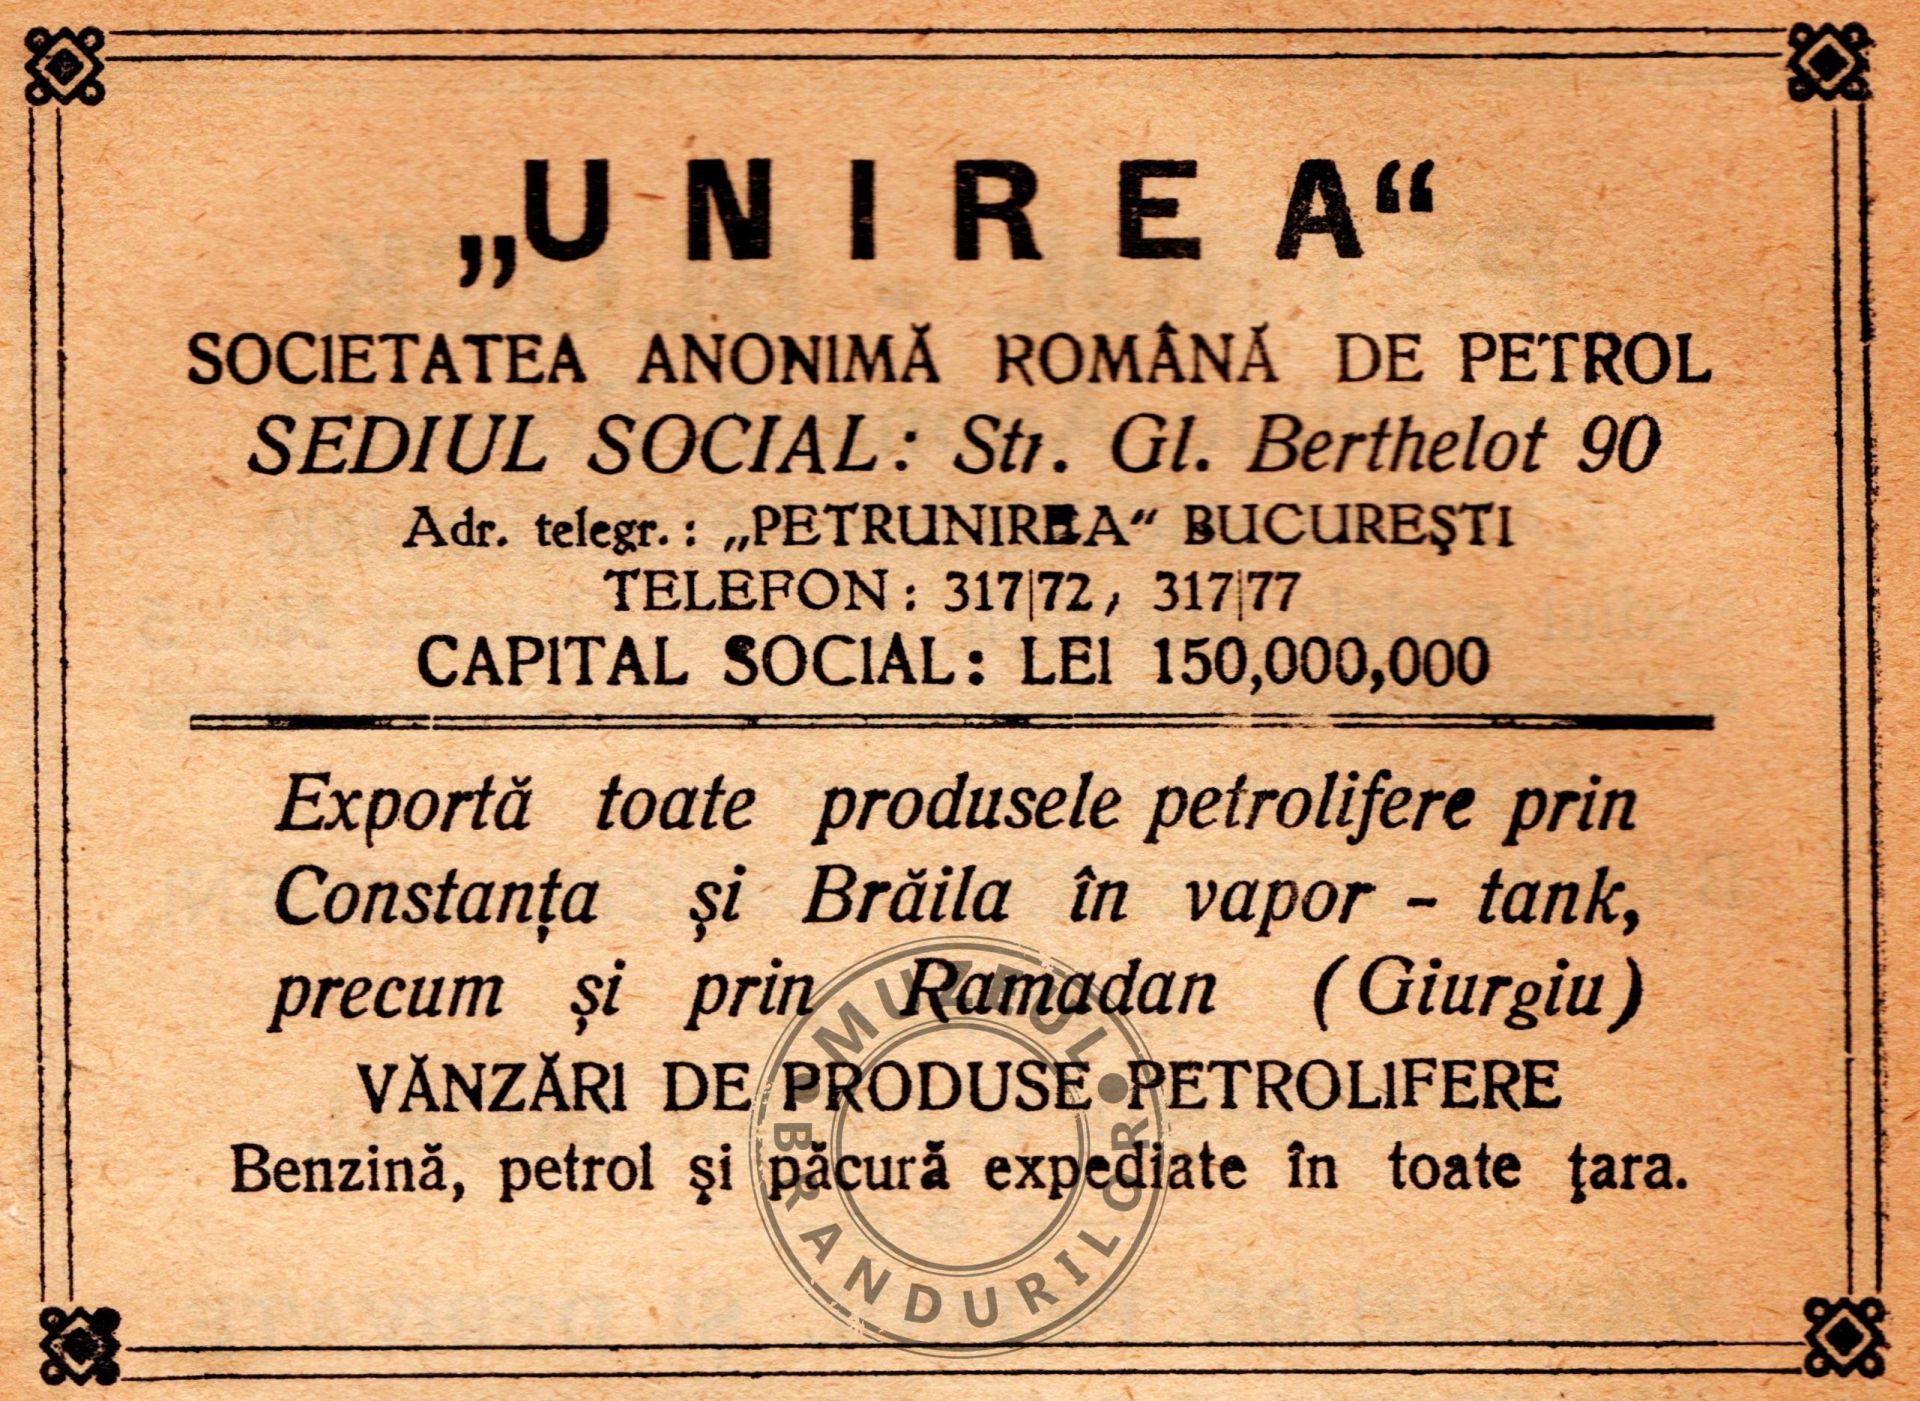 „UNIREA“
SOCIETATEA ANONIMĂ ROMÂNĂ DE PETROL
SEDIUL SOCIAL: Str. Gl. Berthelot 90
Adr. telegr.: „PETRUNIREA“ BUCUREŞTI
TELEFON: 317|72, 317|77
CAPITAL SOCIAL: LEI 150,000,000
Exportă toate produsele petrolifere prin
Constanța și Brăila în vapor - tank,
precum și prin Ramadan (Giurgiu)
VĂNZĂRI DE PRODUSE PETROLIFERE
Benzină, petrol şi păcură expediate în toate ţara.
MUZEUL BRANDURILOR